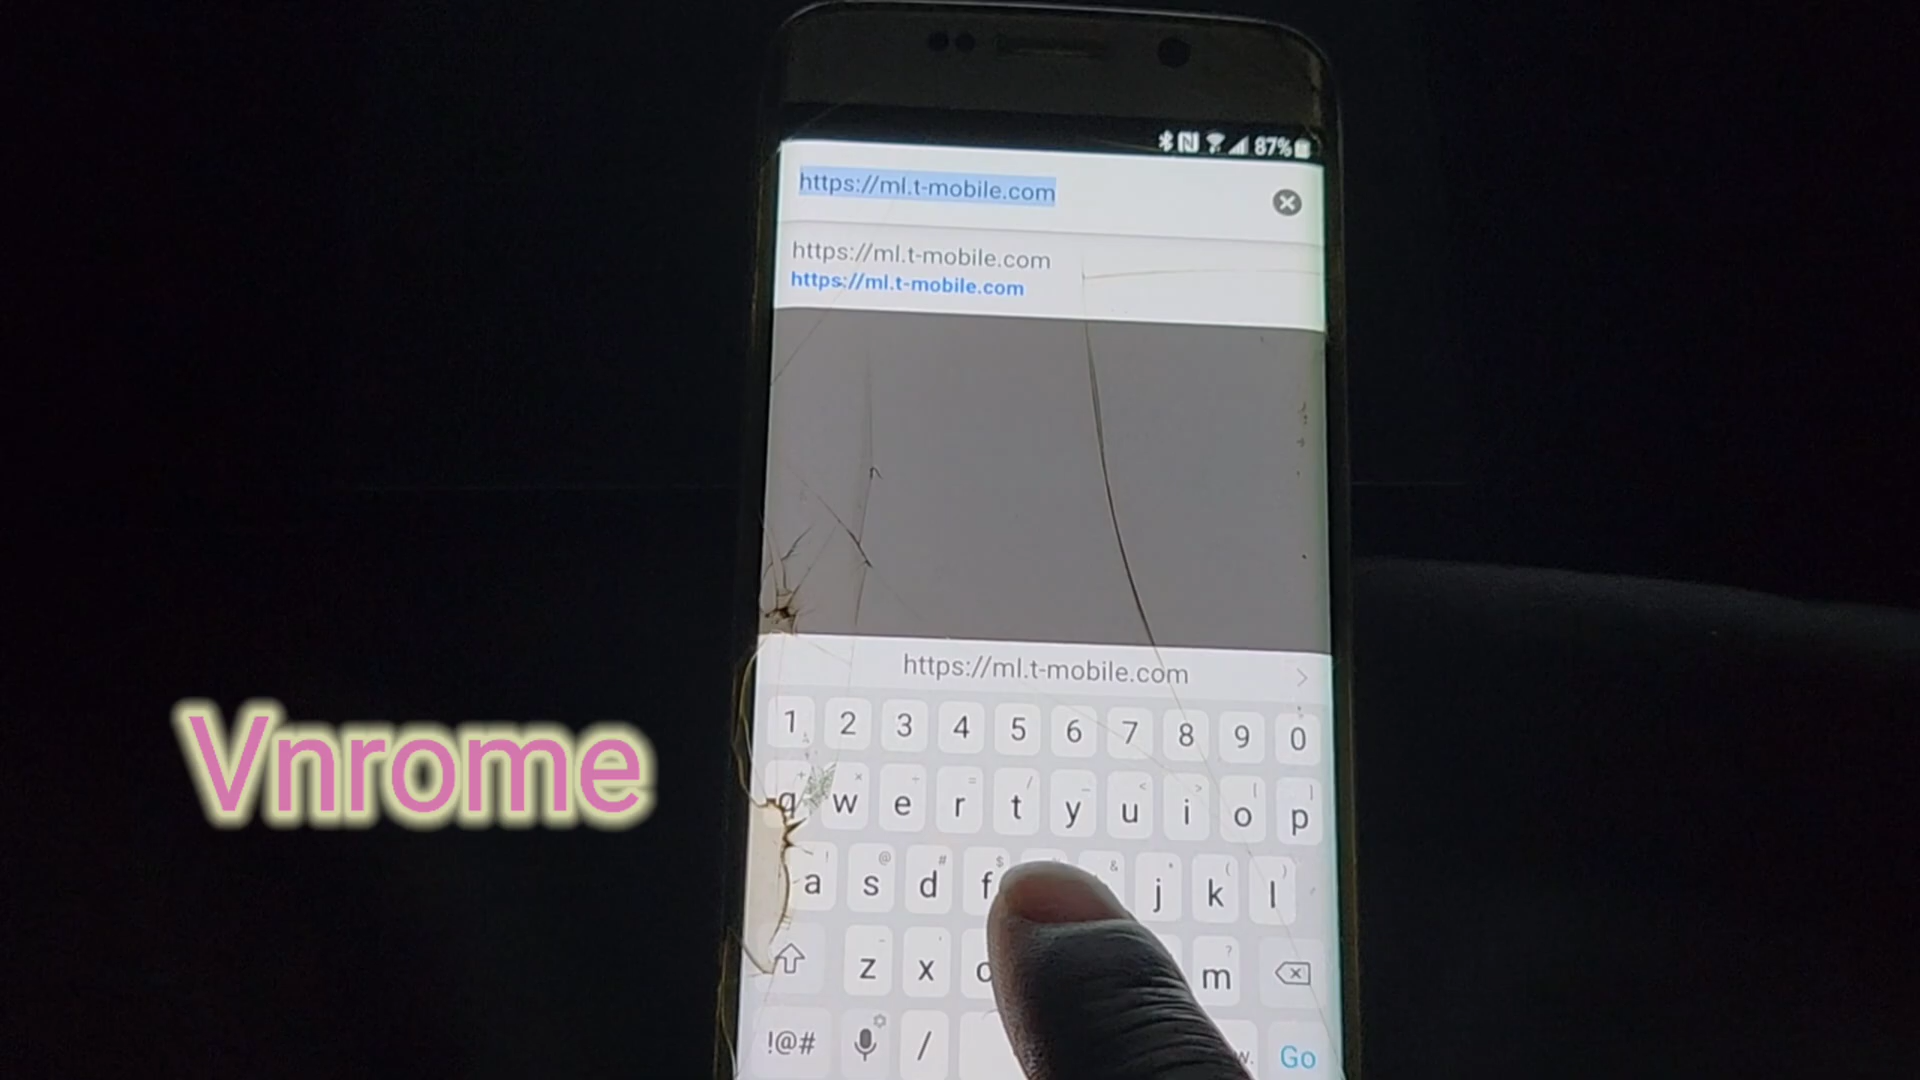 87%
https://ml.t-mobile.com
https://ml.t-mobile.com
https://ml.t-mobile.com
https://ml.t-mobile.com
1 2 3 4 5 6 7 8 9 0
q w e r t y u i o p
a s d f j k l
z x m
!@# / Go
Vnrome